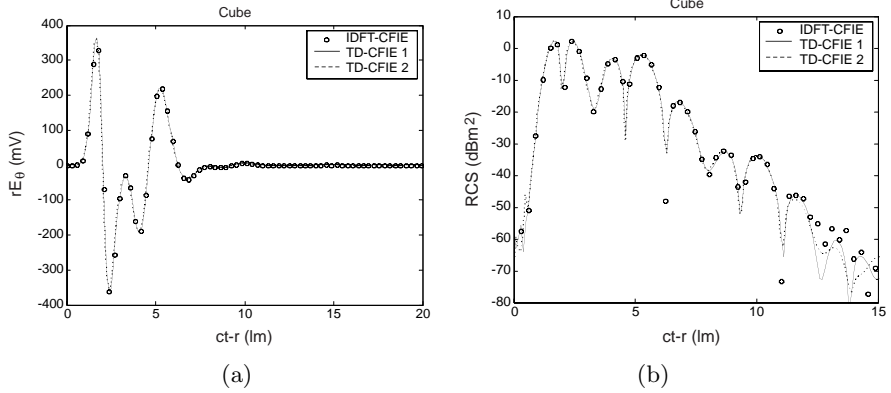 Cube
rEθ (mV)
400
300
200
100
0
-100
-200
-300
-400
IDFT-CFIE
TD-CFIE 1
TD-CFIE 2
0
5
10
15
20
ct-r (lm)
(a)
Cube
RCS (dBm2)
10
0
-10
-20
-30
-40
-50
-60
-70
-80
IDFT-CFIE
TD-CFIE 1
TD-CFIE 2
0
5
10
15
ct-r (lm)
(b)